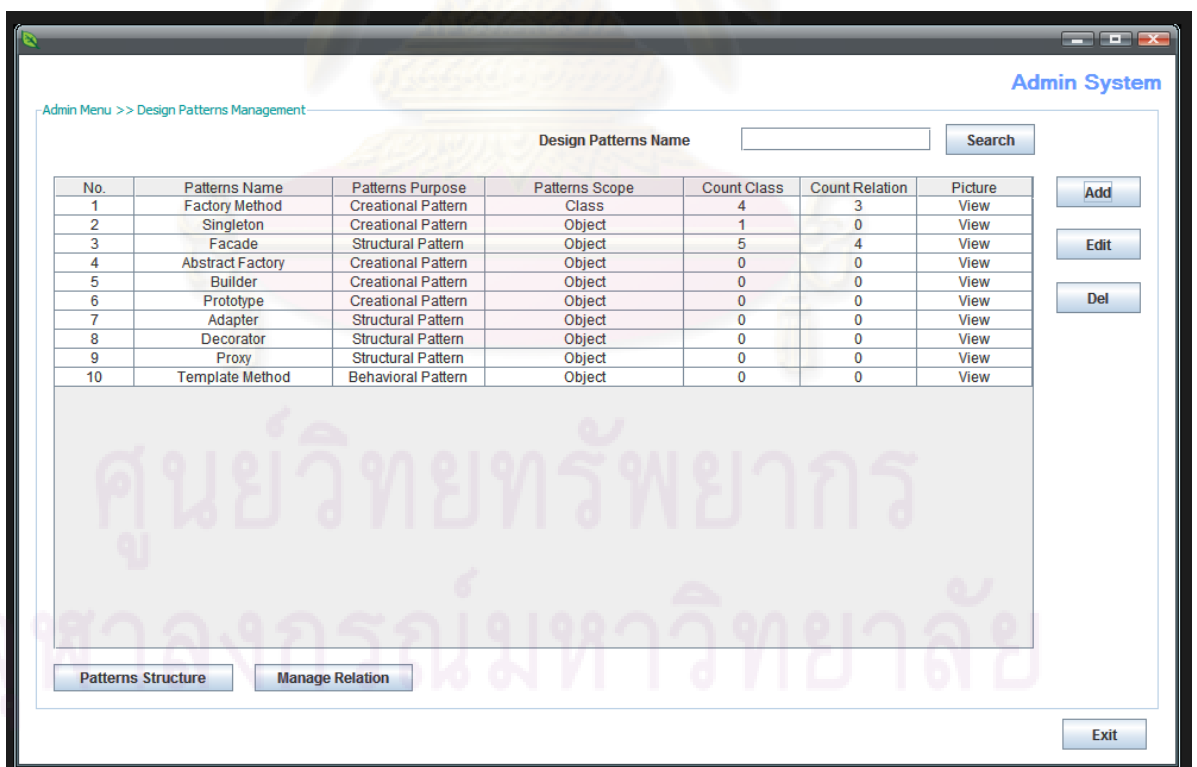 Admin System
Admin Menu >> Design Patterns Management
Design Patterns Name Search
No. Patterns Name Patterns Purpose Patterns Scope Count Class Count Relation Picture
1 Factory Method Creational Pattern Class 4 3 View
2 Singleton Creational Pattern Object 1 0 View
3 Facade Structural Pattern Object 5 4 View
4 Abstract Factory Creational Pattern Object 0 0 View
5 Builder Creational Pattern Object 0 0 View
6 Prototype Creational Pattern Object 0 0 View
7 Adapter Structural Pattern Object 0 0 View
8 Decorator Structural Pattern Object 0 0 View
9 Proxy Structural Pattern Object 0 0 View
10 Template Method Behavioral Pattern Object 0 0 View
Add
Edit
Del
ศูนย์วิทยทรัพยากร
จุฬาลงกรณ์มหาวิทยาลัย
Patterns Structure Manage Relation
Exit